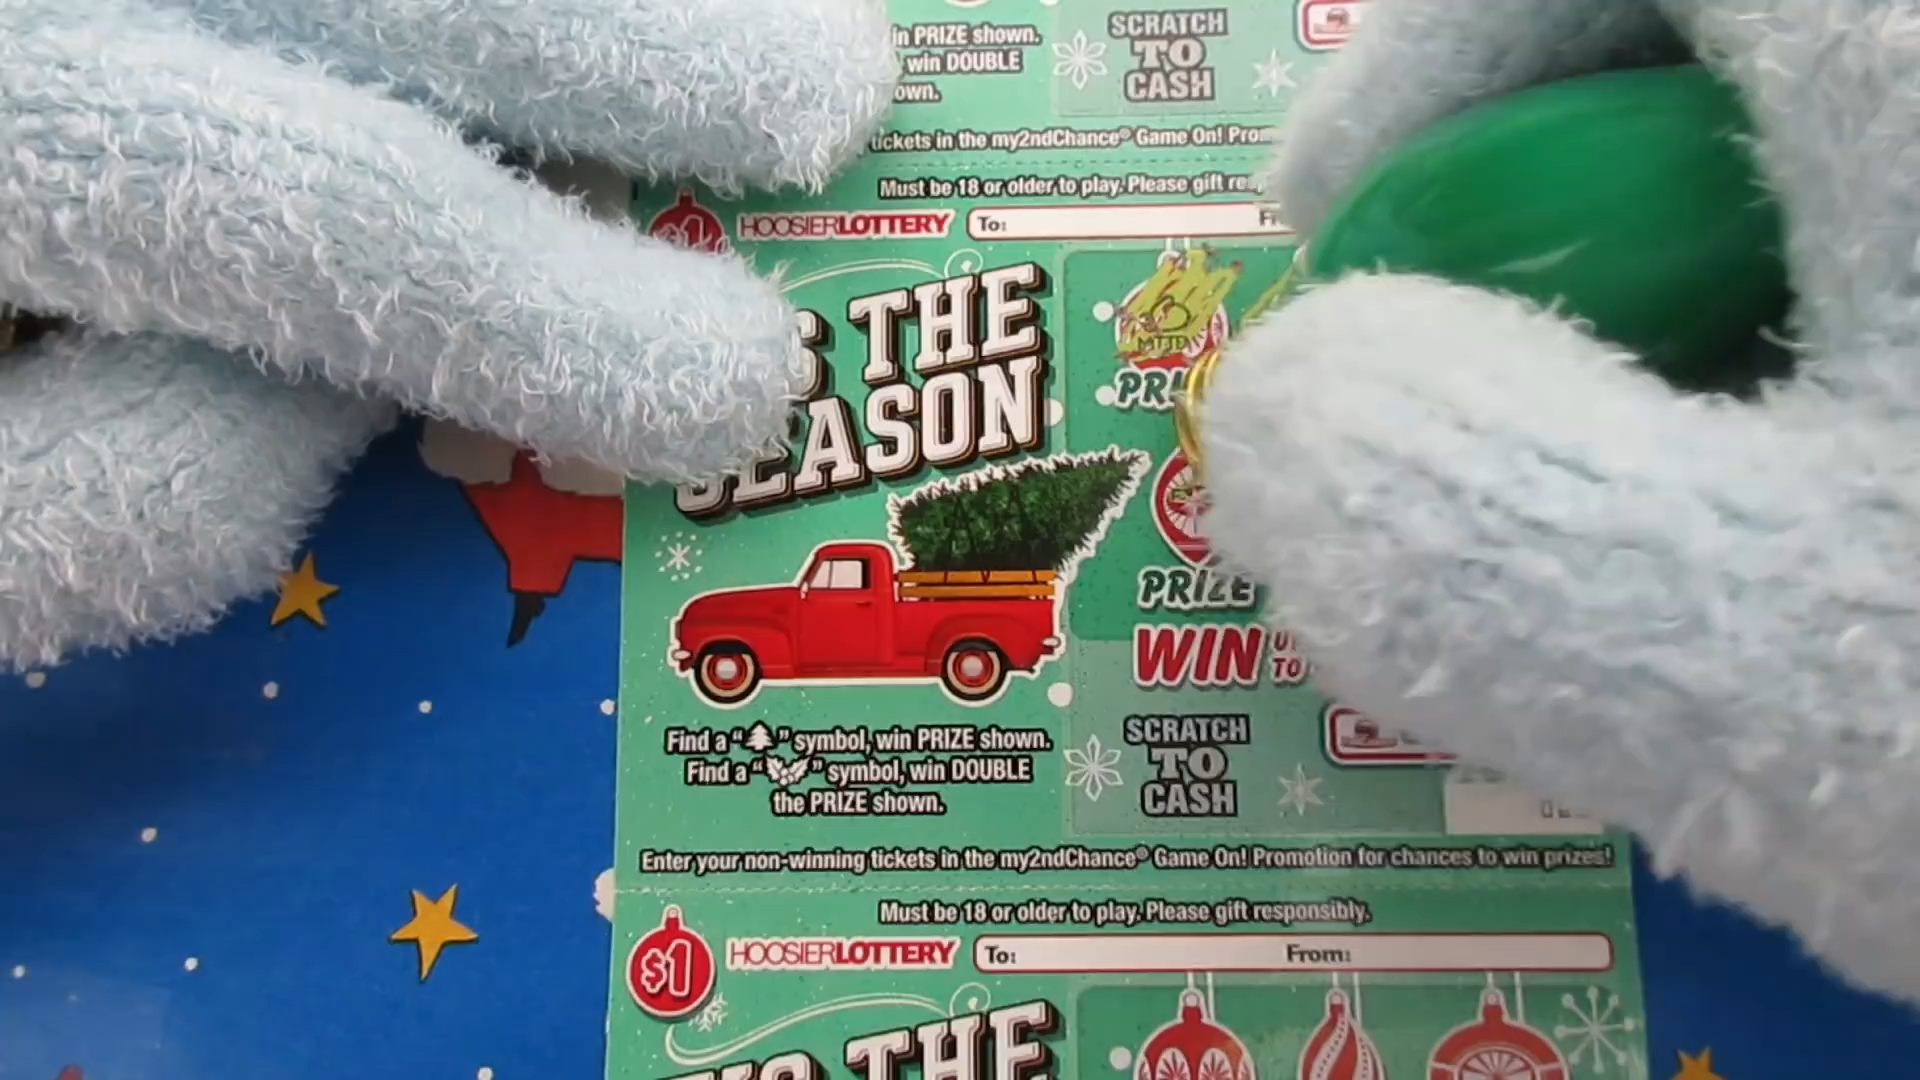 in PRIZE shown.
win DOUBLE
own.
SCRATCH
TO
CASH
tickets in the my2ndChance® Game On!
Must be 18 or older to play. Please gift
HOOSIERLOTTERY
To:
THE
SEASON
PRIZE
WIN UP TO
Find a " " symbol, win PRIZE shown.
Find a " " symbol, win DOUBLE
the PRIZE shown.
SCRATCH
TO
CASH
Enter your non-winning tickets in the my2ndChance® Game On! Promotion for chances to win prizes!
Must be 18 or older to play. Please gift responsibly.
$1
HOOSIERLOTTERY
To: From:
THE